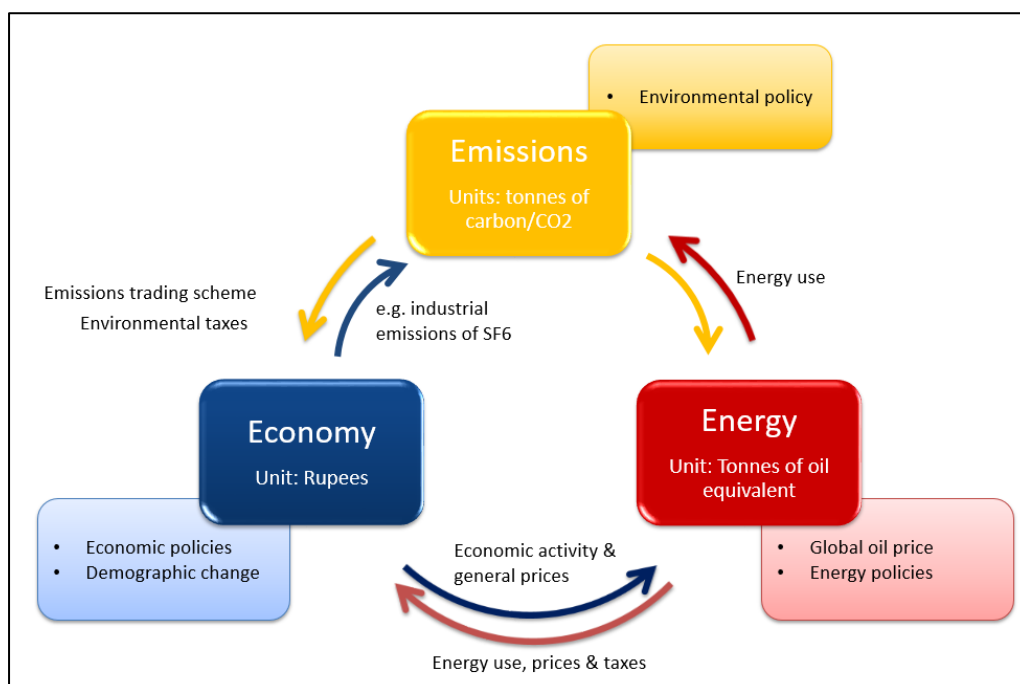 • Environmental policy
Emissions
Units: tonnes of
carbon/CO2
Emissions trading scheme
Environmental taxes
e.g. industrial
emissions of SF6
Energy use
Economy
Unit: Rupees
Energy
Unit: Tonnes of oil
equivalent
• Economic policies
• Demographic change
Economic activity &
general prices
• Global oil price
• Energy policies
Energy use, prices & taxes